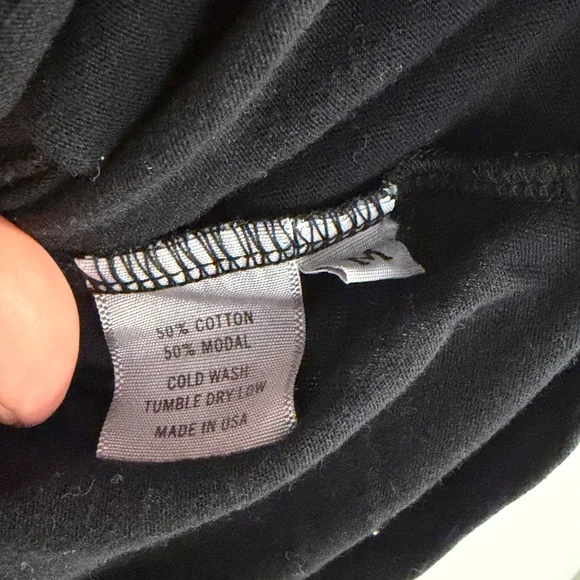 50% COTTON
50% MODAL
COLD WASH
TUMBLE DRY LOW
MADE IN USA
M